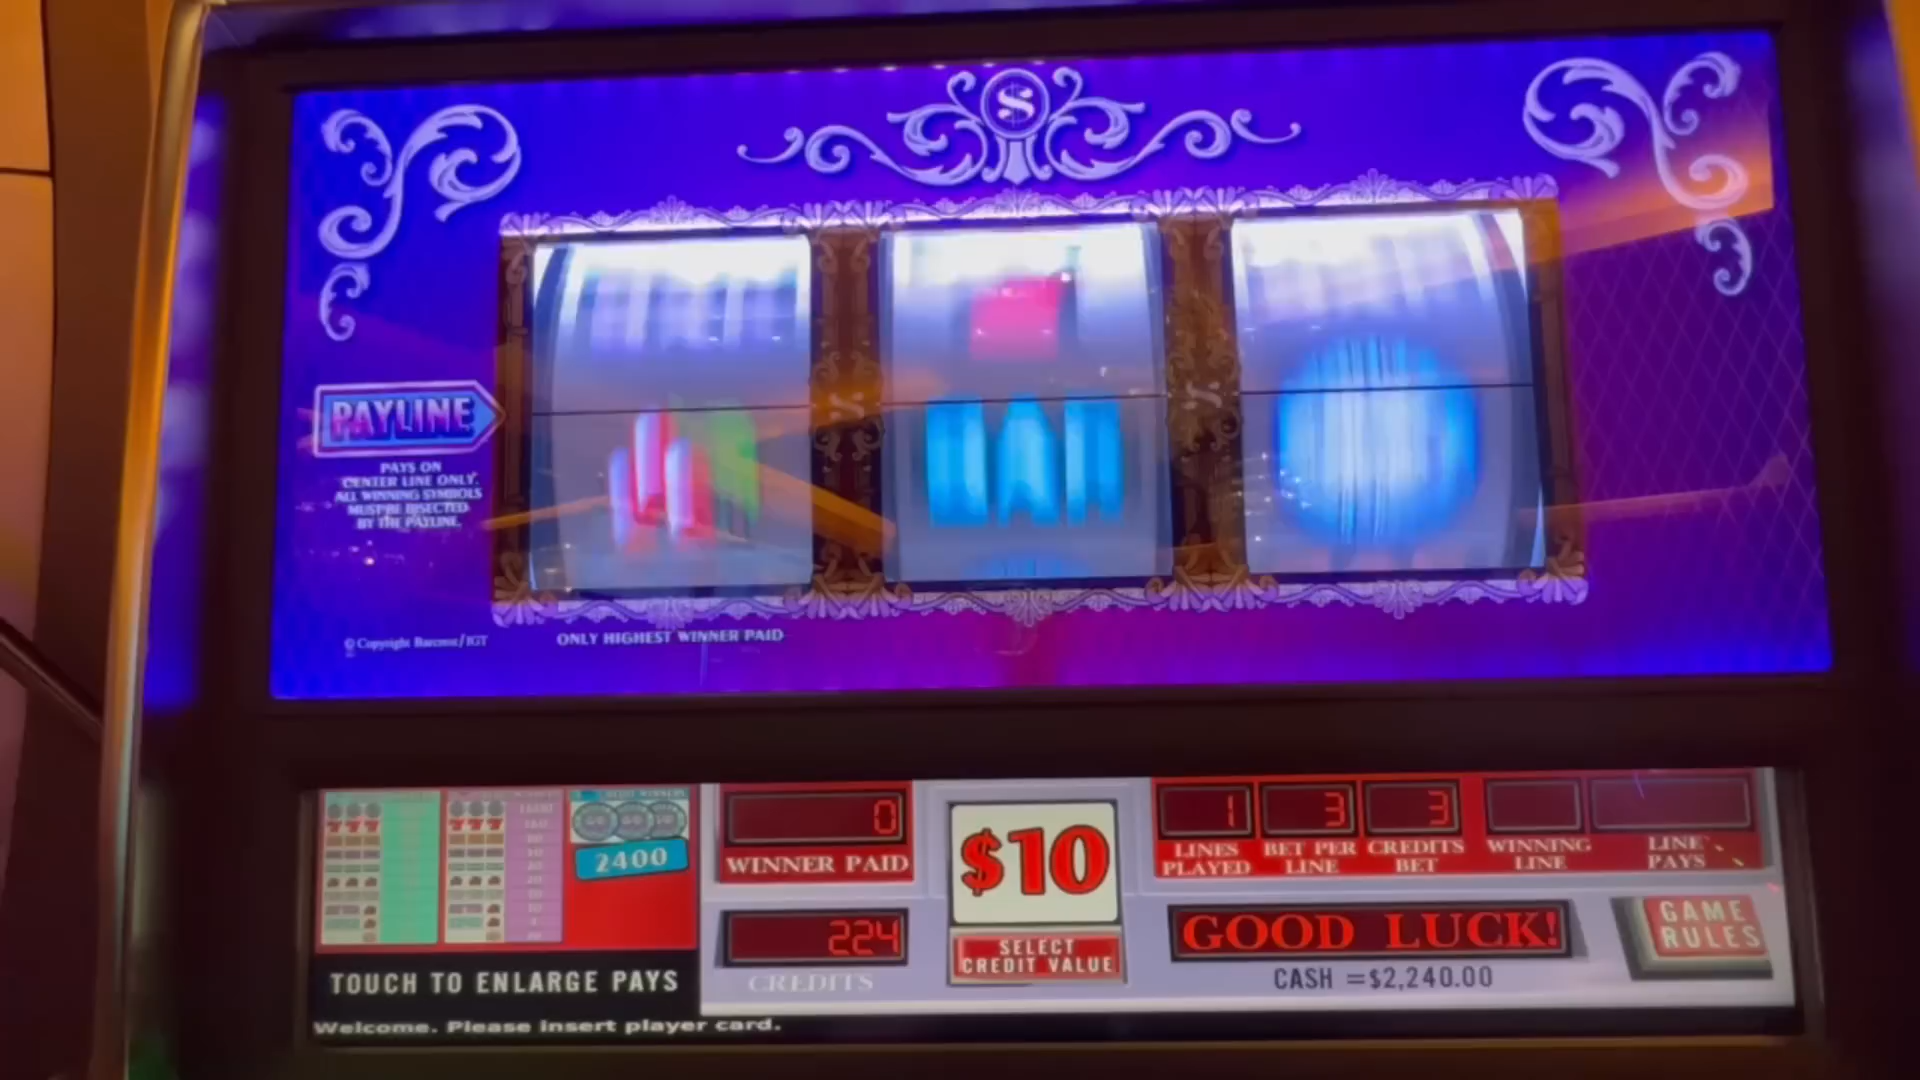 $
PAYLINE
PAYS ON
CENTER LINE ONLY.
ALL WINNING SYMBOLS
MUST BE BISECTED
BY THE PAYLINE.
© Copyright Barcrest/IGT
ONLY HIGHEST WINNER PAID
2400
TOUCH TO ENLARGE PAYS
0
WINNER PAID
224
CREDITS
$10
SELECT
CREDIT VALUE
1 3 3
LINES PLAYED
BET PER LINE
CREDITS BET
WINNING LINE
LINE PAYS
GOOD LUCK!
CASH =$2,240.00
GAME
RULES
Welcome. Please insert player card.